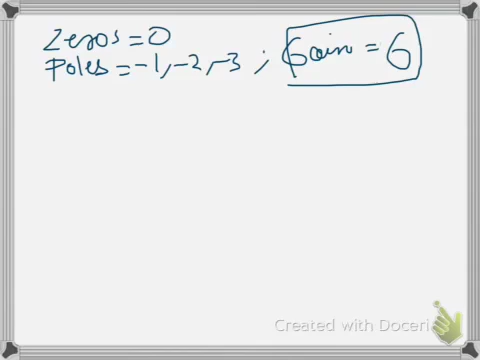 Zeros = 0
Poles = -1, -2, -3 ; Gain = 6
Created with Doceri